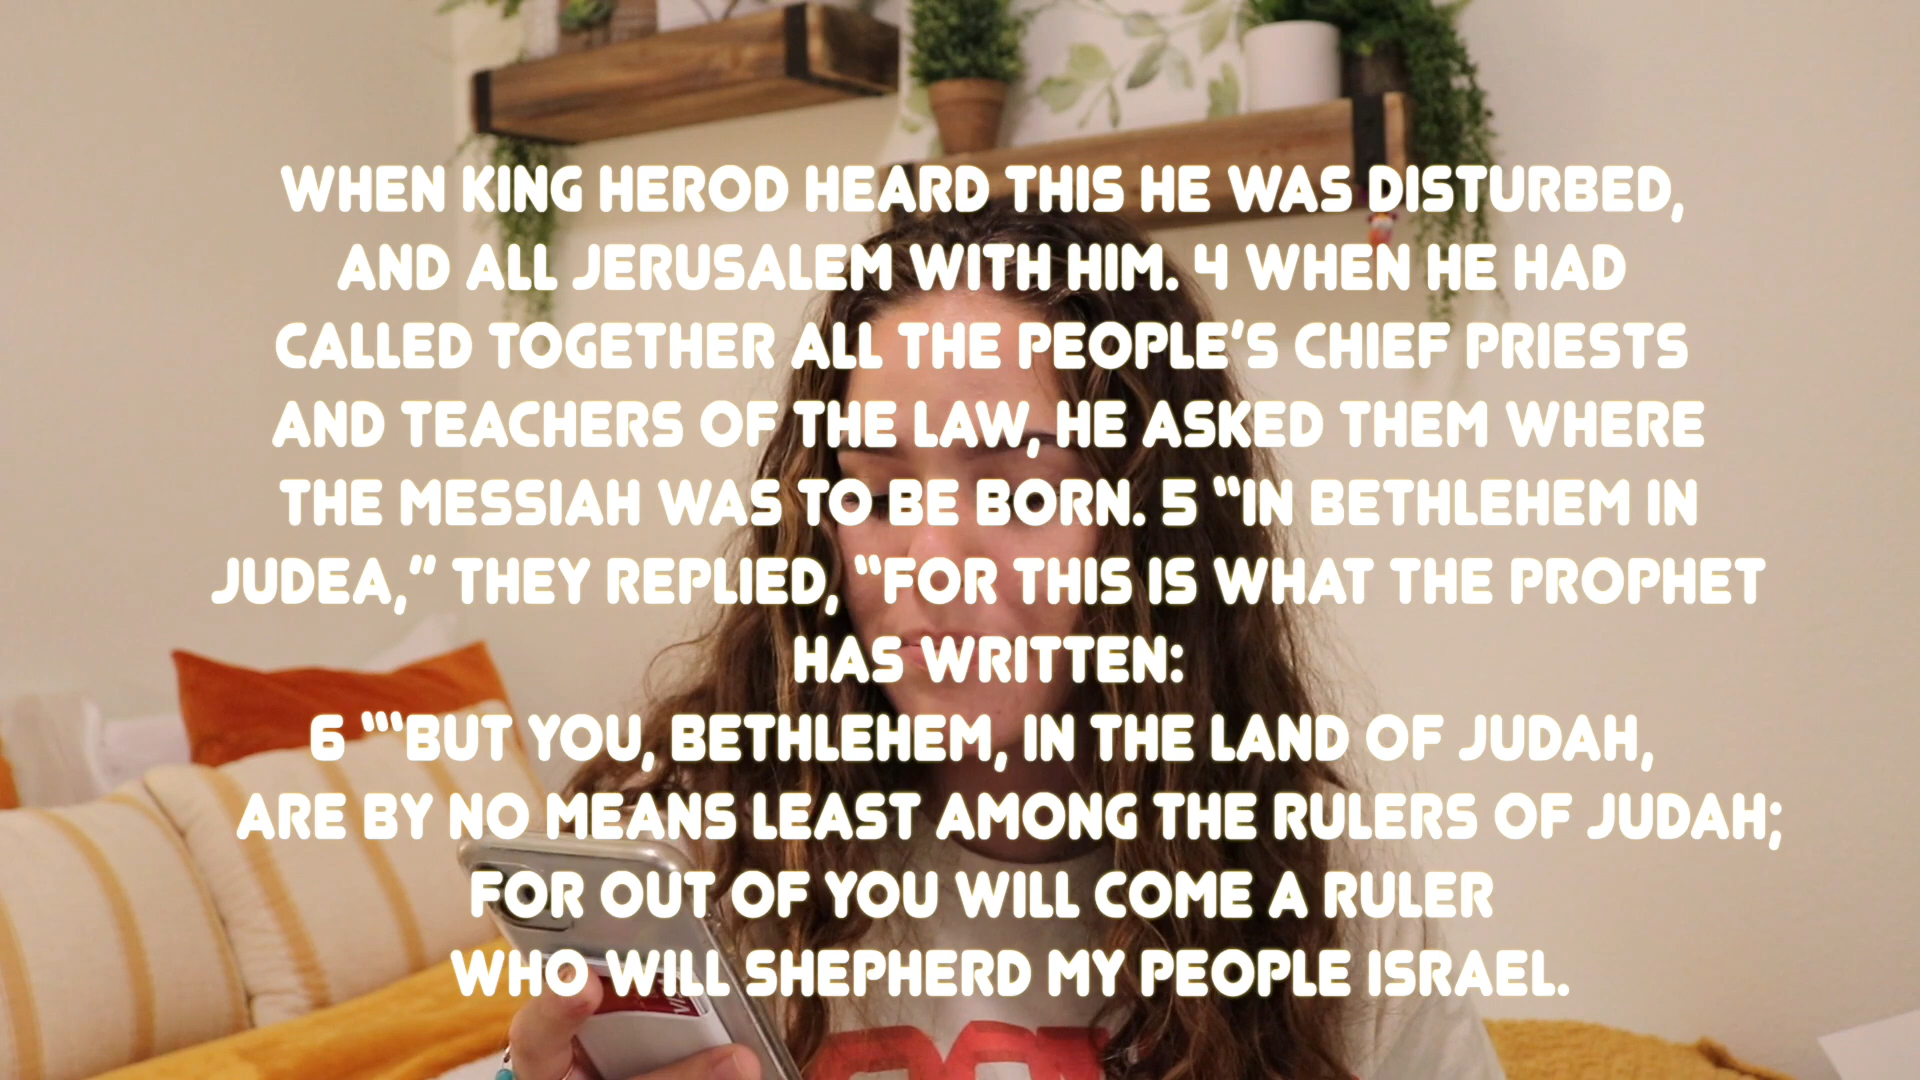 WHEN KING HEROD HEARD THIS HE WAS DISTURBED,
AND ALL JERUSALEM WITH HIM. 4 WHEN HE HAD
CALLED TOGETHER ALL THE PEOPLE’S CHIEF PRIESTS
AND TEACHERS OF THE LAW, HE ASKED THEM WHERE
THE MESSIAH WAS TO BE BORN. 5 “IN BETHLEHEM IN
JUDEA,” THEY REPLIED, “FOR THIS IS WHAT THE PROPHET
HAS WRITTEN:
6 “‘BUT YOU, BETHLEHEM, IN THE LAND OF JUDAH,
ARE BY NO MEANS LEAST AMONG THE RULERS OF JUDAH;
FOR OUT OF YOU WILL COME A RULER
WHO WILL SHEPHERD MY PEOPLE ISRAEL.